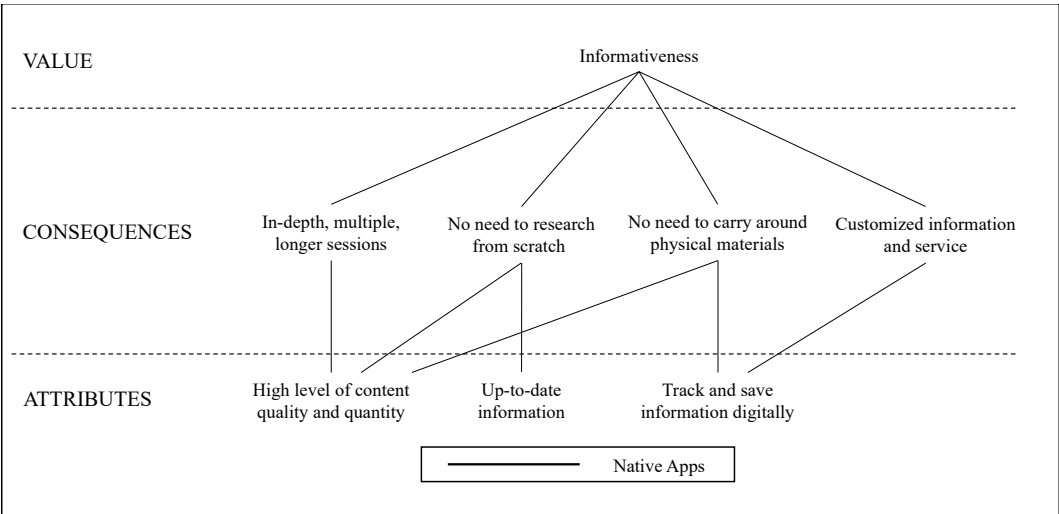 VALUE
Informativeness
CONSEQUENCES
In-depth, multiple,
longer sessions
No need to research
from scratch
No need to carry around
physical materials
Customized information
and service
ATTRIBUTES
High level of content
quality and quantity
Up-to-date
information
Track and save
information digitally
Native Apps